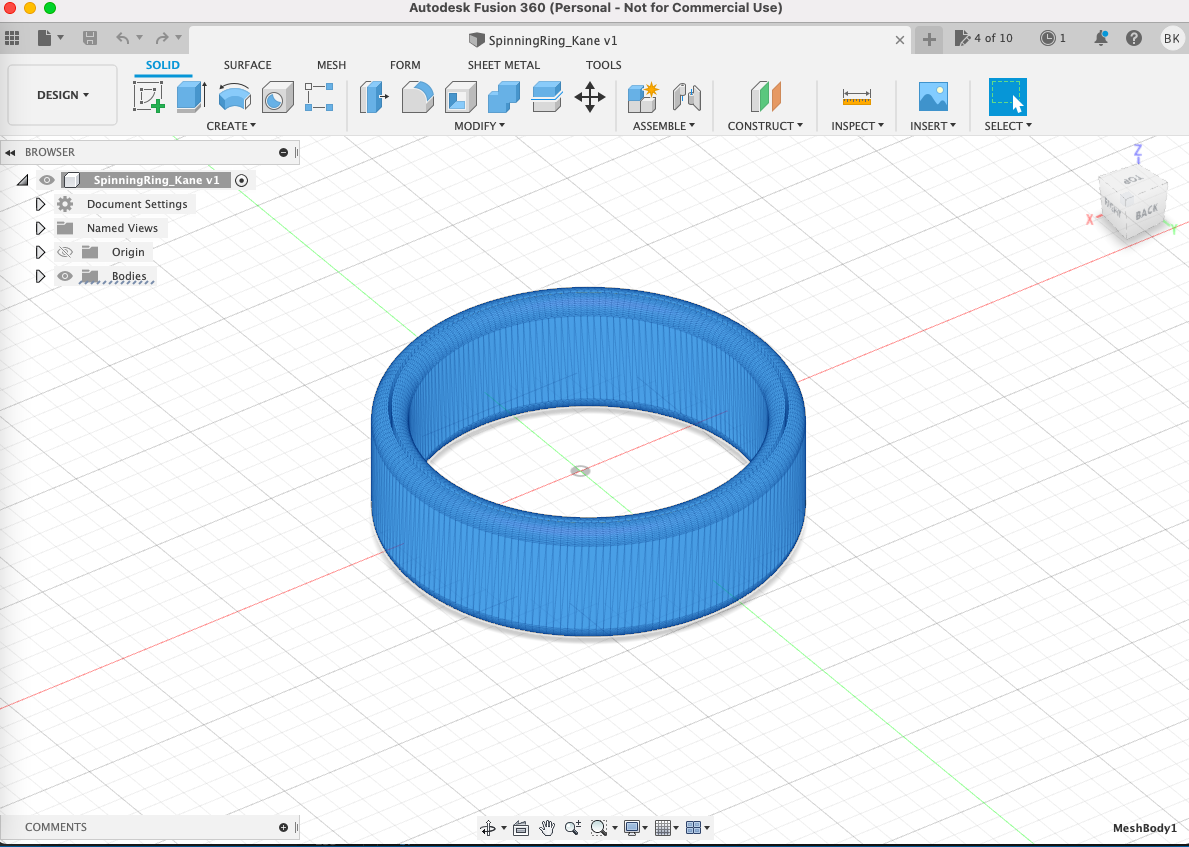 Autodesk Fusion 360 (Personal - Not for Commercial Use)
SpinningRing_Kane v1
4 of 10
1
BK
DESIGN
SOLID SURFACE MESH FORM SHEET METAL TOOLS
CREATE MODIFY ASSEMBLE CONSTRUCT INSPECT INSERT SELECT
BROWSER
SpinningRing_Kane v1
Document Settings
Named Views
Origin
Bodies
Z
TOP
RIGHT
BACK
X
Y
COMMENTS
MeshBody1